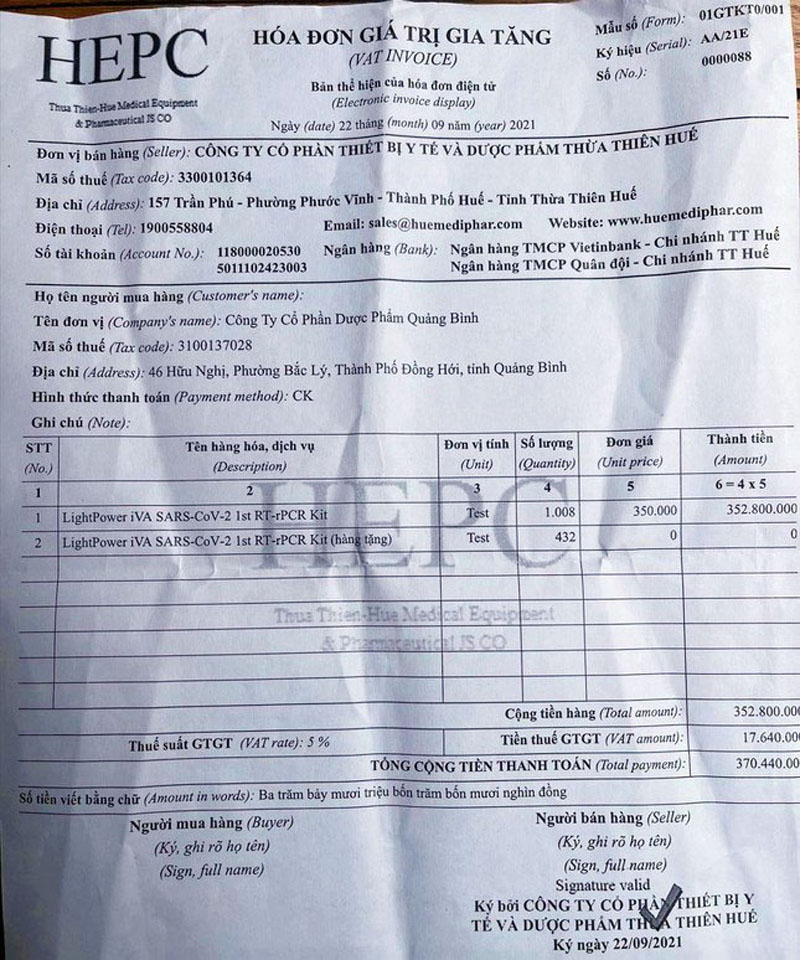 HEPC
Thua Thien-Hue Medical Equipment
& Pharmaceutical JS CO
HÓA ĐƠN GIÁ TRỊ GIA TĂNG
(VAT INVOICE)
Bản thể hiện của hóa đơn điện tử
(Electronic invoice display)
Ngày (date) 22 tháng (month) 09 năm (year) 2021
Mẫu số (Form): 01GTKT0/001
Ký hiệu (Serial): AA/21E
Số (No.): 0000088
Đơn vị bán hàng (Seller): CÔNG TY CỔ PHẦN THIẾT BỊ Y TẾ VÀ DƯỢC PHẨM THỪA THIÊN HUẾ
Mã số thuế (Tax code): 3300101364
Địa chỉ (Address): 157 Trần Phú - Phường Phước Vĩnh - Thành Phố Huế - Tỉnh Thừa Thiên Huế
Điện thoại (Tel): 1900558804 Email: sales@huemediphar.com Website: www.huemediphar.com
Số tài khoản (Account No.): 118000020530 Ngân hàng (Bank): Ngân hàng TMCP Vietinbank - Chi nhánh TT Huế
5011102423003 Ngân hàng TMCP Quân đội - Chi nhánh TT Huế
Họ tên người mua hàng (Customer's name):
Tên đơn vị (Company's name): Công Ty Cổ Phần Dược Phẩm Quảng Bình
Mã số thuế (Tax code): 3100137028
Địa chỉ (Address): 46 Hữu Nghị, Phường Bắc Lý, Thành Phố Đồng Hới, tỉnh Quảng Bình
Hình thức thanh toán (Payment method): CK
Ghi chú (Note):
STT Tên hàng hóa, dịch vụ Đơn vị tính Số lượng Đơn giá Thành tiền
(No.) (Description) (Unit) (Quantity) (Unit price) (Amount)
1 2 3 4 5 6 = 4 x 5
1 LightPower iVA SARS-CoV-2 1st RT-rPCR Kit Test 1.008 350.000 352.800.000
2 LightPower iVA SARS-CoV-2 1st RT-rPCR Kit (hàng tặng) Test 432 0 0
HEPC
Thua Thien-Hue Medical Equipment
& Pharmaceutical JS CO
Cộng tiền hàng (Total amount): 352.800.000
Thuế suất GTGT (VAT rate): 5 % Tiền thuế GTGT (VAT amount): 17.640.000
TỔNG CỘNG TIỀN THANH TOÁN (Total payment): 370.440.00
Số tiền viết bằng chữ (Amount in words): Ba trăm bảy mươi triệu bốn trăm bốn mươi nghìn đồng
Người mua hàng (Buyer)
(Ký, ghi rõ họ tên)
(Sign, full name)
Người bán hàng (Seller)
(Ký, ghi rõ họ tên)
(Sign, full name)
Signature valid
Ký bởi CÔNG TY CỔ PHẦN THIẾT BỊ Y
TẾ VÀ DƯỢC PHẨM THỪA THIÊN HUẾ
Ký ngày 22/09/2021